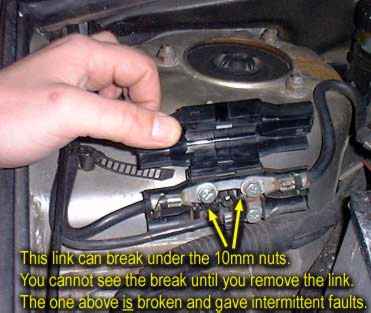 This link can break under the 10mm nuts.
You cannot see the break until you remove the link.
The one above is broken and gave intermittent faults.